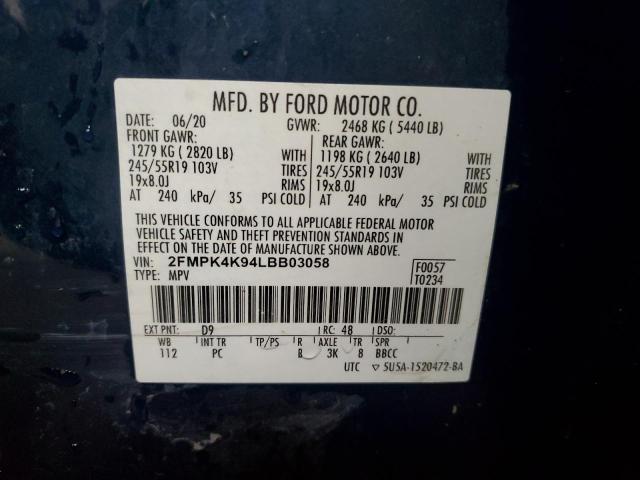 MFD. BY FORD MOTOR CO.
DATE: 06/20 GVWR: 2468 KG ( 5440 LB)
FRONT GAWR: REAR GAWR:
1279 KG ( 2820 LB) WITH 1198 KG ( 2640 LB) WITH
245/55R19 103V TIRES 245/55R19 103V TIRES
19x8.0J RIMS 19x8.0J RIMS
AT 240 kPa/ 35 PSI COLD AT 240 kPa/ 35 PSI COLD
THIS VEHICLE CONFORMS TO ALL APPLICABLE FEDERAL MOTOR
VEHICLE SAFETY AND THEFT PREVENTION STANDARDS IN
EFFECT ON THE DATE OF MANUFACTURE SHOWN ABOVE.
VIN: 2FMPK4K94LBB03058 F0057
TYPE: MPV T0234
EXT PNT: D9 RC: 48 DSO:
WB INT TR TP/PS R AXLE TR SPR
112 PC B 3K 8 BBCC
UTC 5U5A-1520472-BA